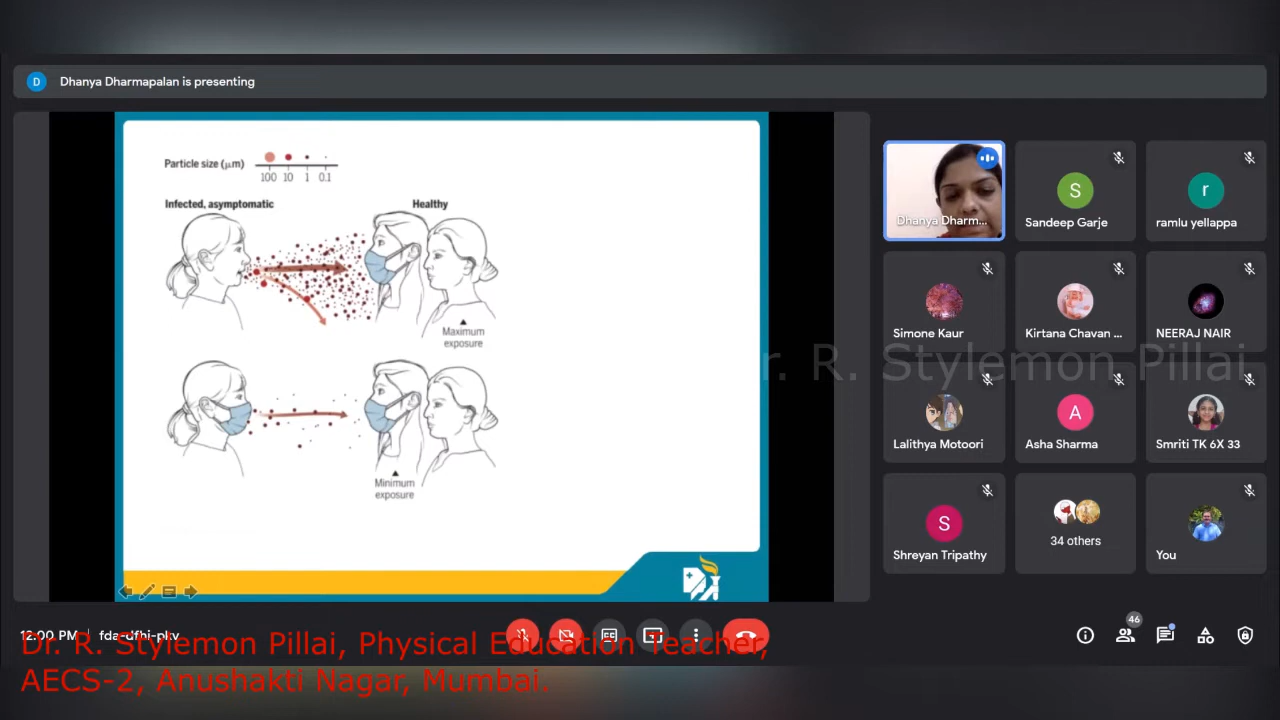 D
Dhanya Dharmapalan is presenting
Particle size (μm)
100 10 1 0.1
Infected, asymptomatic
Healthy
Maximum
exposure
Minimum
exposure
Dhanya Dharm...
S
Sandeep Garje
r
ramlu yellappa
Simone Kaur
Kirtana Chavan ...
NEERAJ NAIR
r. R. Stylemon Pillai
Lalithya Motoori
A
Asha Sharma
Smriti TK 6X 33
S
Shreyan Tripathy
34 others
You
12:00 PM | fda-dfhi-pkv
46
Dr. R. Stylemon Pillai, Physical Education Teacher,
AECS-2, Anushakti Nagar, Mumbai.